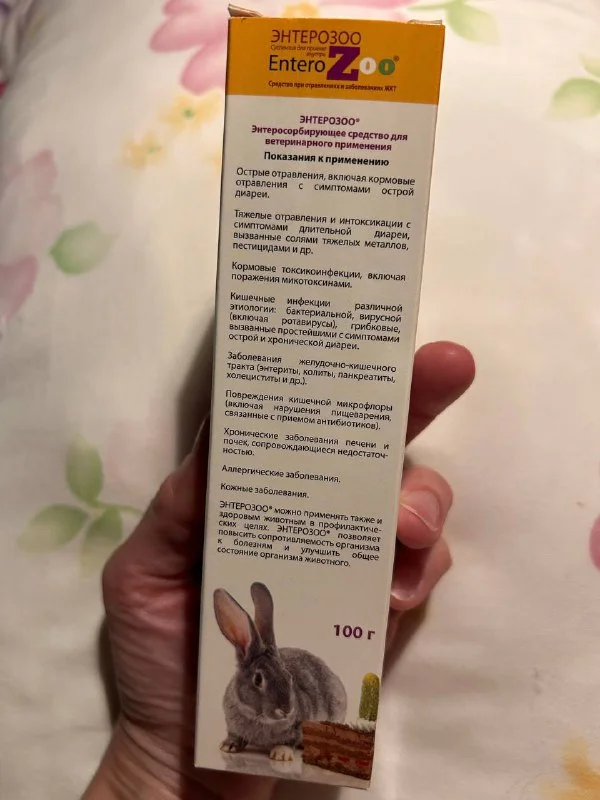 ЭНТЕРОЗОО
Суспензия для приема
внутрь
EnteroZoo®
Средство при отравлениях и заболеваниях ЖКТ
ЭНТЕРОЗОО®
Энтеросорбирующее средство для
ветеринарного применения
Показания к применению
Острые отравления, включая кормовые
отравления с симптомами острой
диареи.
Тяжелые отравления и интоксикации с
симптомами длительной диареи,
вызванные солями тяжелых металлов,
пестицидами и др.
Кормовые токсикоинфекции, включая
поражения микотоксинами.
Кишечные инфекции различной
этиологии: бактериальной, вирусной
(включая ротавирусы), грибковые,
вызванные простейшими с симптомами
острой и хронической диареи.
Заболевания желудочно-кишечного
тракта (энтериты, колиты, панкреатиты,
холециститы и др.).
Повреждения кишечной микрофлоры
(включая нарушения пищеварения,
связанные с приемом антибиотиков).
Хронические заболевания печени и
почек, сопровождающиеся недостаточ-
ностью.
Аллергические заболевания.
Кожные заболевания.
ЭНТЕРОЗОО® можно применять также и
здоровым животным в профилактиче-
ских целях. ЭНТЕРОЗОО® позволяет
повысить сопротивляемость организма
к болезням и улучшить общее
состояние организма животного.
100 г